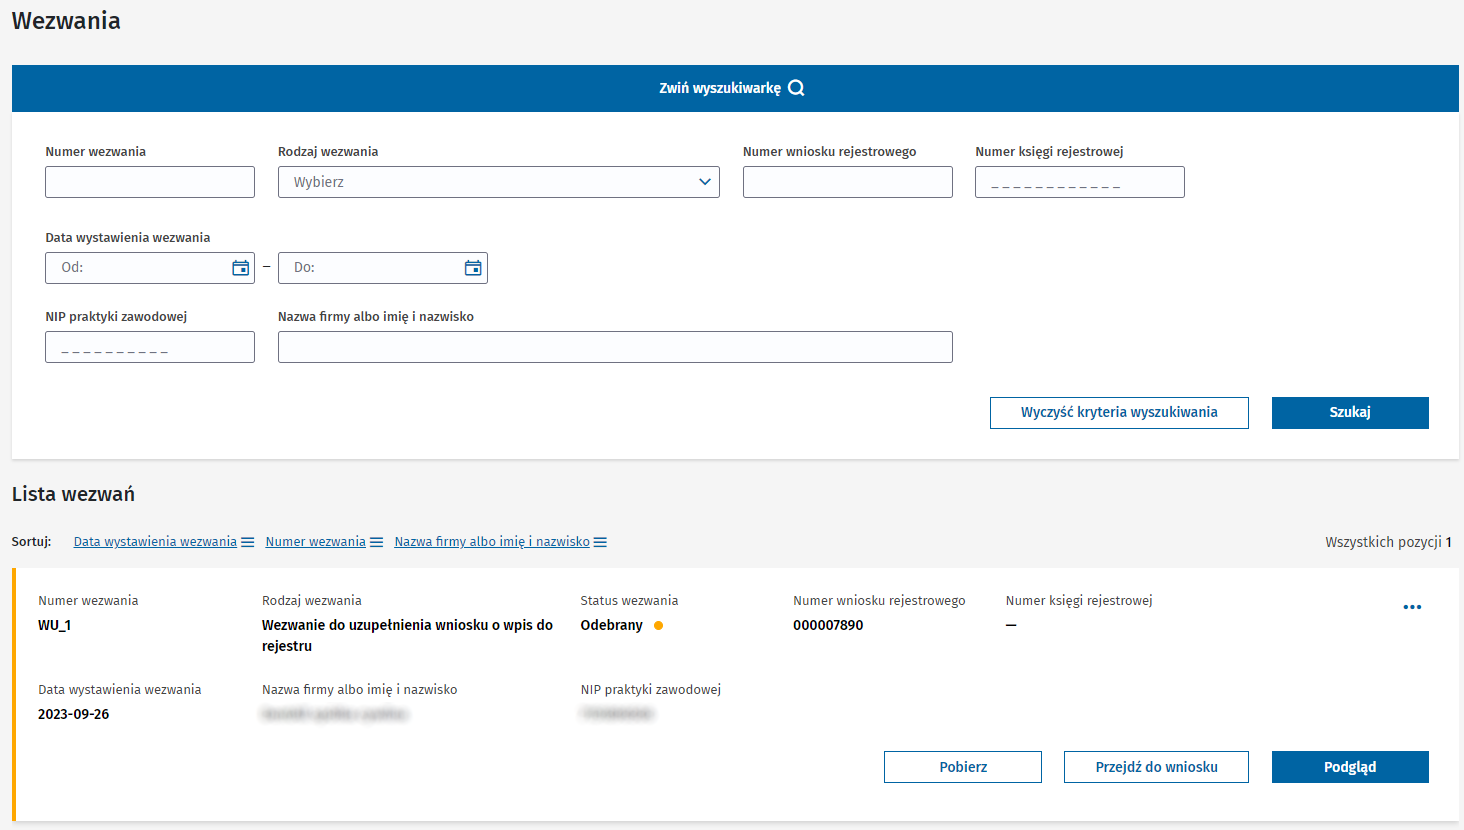 Wezwania
Zwiń wyszukiwarkę
Numer wezwania Rodzaj wezwania Numer wniosku rejestrowego Numer księgi rejestrowej
Wybierz _ _ _ _ _ _ _ _ _ _ _ _
Data wystawienia wezwania
Od: – Do:
NIP praktyki zawodowej Nazwa firmy albo imię i nazwisko
_ _ _ _ _ _ _ _ _ _
Wyczyść kryteria wyszukiwania Szukaj
Lista wezwań
Sortuj: Data wystawienia wezwania Numer wezwania Nazwa firmy albo imię i nazwisko Wszystkich pozycji 1
Numer wezwania Rodzaj wezwania Status wezwania Numer wniosku rejestrowego Numer księgi rejestrowej
WU_1 Wezwanie do uzupełnienia wniosku o wpis do Odebrany 000007890 —
rejestru
Data wystawienia wezwania Nazwa firmy albo imię i nazwisko NIP praktyki zawodowej
2023-09-26
Pobierz Przejdź do wniosku Podgląd